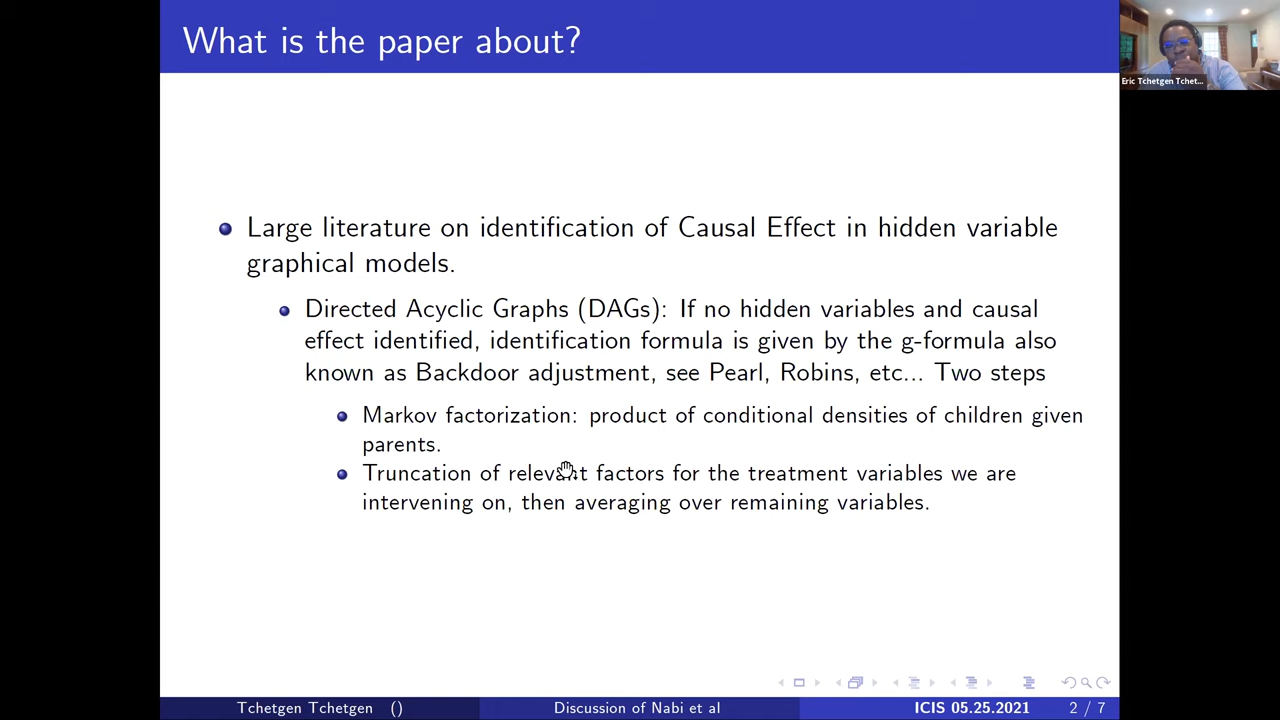 What is the paper about?
Eric Tchetgen Tchet...
Large literature on identification of Causal Effect in hidden variable
graphical models.
Directed Acyclic Graphs (DAGs): If no hidden variables and causal
effect identified, identification formula is given by the g-formula also
known as Backdoor adjustment, see Pearl, Robins, etc... Two steps
Markov factorization: product of conditional densities of children given
parents.
Truncation of relevant factors for the treatment variables we are
intervening on, then averaging over remaining variables.
Tchetgen Tchetgen () Discussion of Nabi et al ICIS 05.25.2021 2 / 7